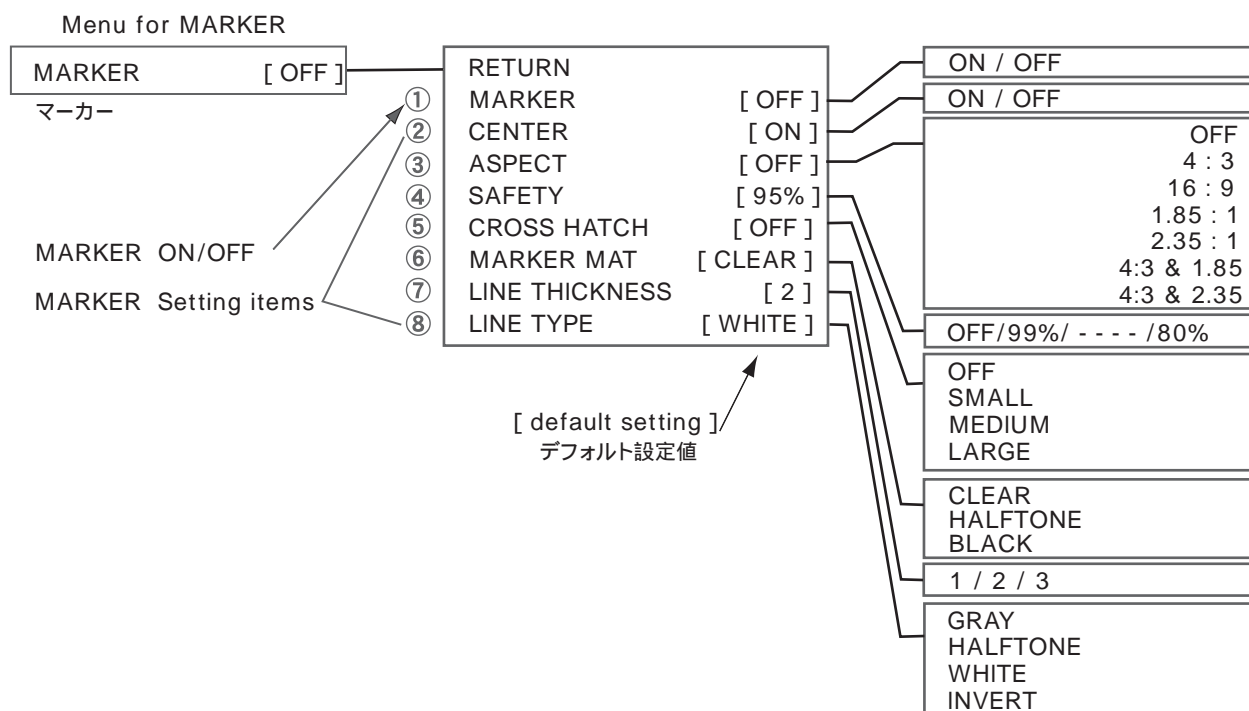 Menu for MARKER
MARKER [ OFF ]
マーカー
MARKER ON/OFF
MARKER Setting items
RETURN
① MARKER [ OFF ]
② CENTER [ ON ]
③ ASPECT [ OFF ]
④ SAFETY [ 95% ]
⑤ CROSS HATCH [ OFF ]
⑥ MARKER MAT [ CLEAR ]
⑦ LINE THICKNESS [ 2 ]
⑧ LINE TYPE [ WHITE ]
[ default setting ]
デフォルト設定値
ON / OFF
ON / OFF
OFF
4 : 3
16 : 9
1.85 : 1
2.35 : 1
4:3 & 1.85
4:3 & 2.35
OFF/99%/ - - - - /80%
OFF
SMALL
MEDIUM
LARGE
CLEAR
HALFTONE
BLACK
1 / 2 / 3
GRAY
HALFTONE
WHITE
INVERT